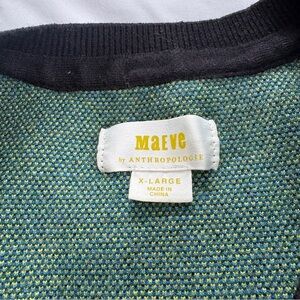 MaEve
by ANTHROPOLOGIE
X-LARGE
MADE IN
CHINA